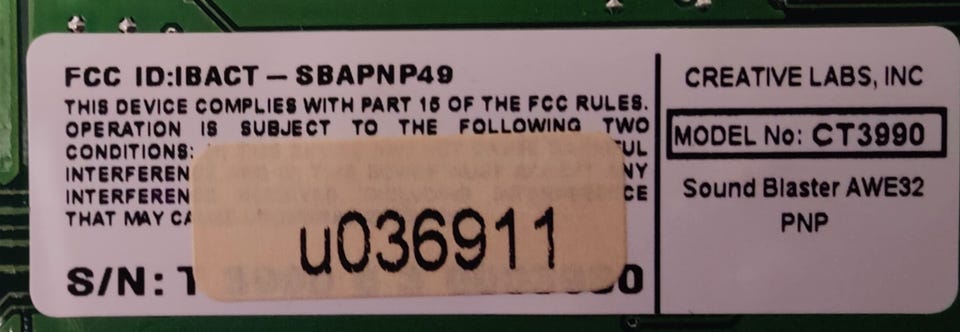 FCC ID:IBACT – SBAPNP49
THIS DEVICE COMPLIES WITH PART 15 OF THE FCC RULES.
OPERATION IS SUBJECT TO THE FOLLOWING TWO
CONDITIONS:
INTERFEREN NY
INTERFEREN CE
THAT MAY CA
u036911
S/N: T
CREATIVE LABS, INC
MODEL No: CT3990
Sound Blaster AWE32
PNP